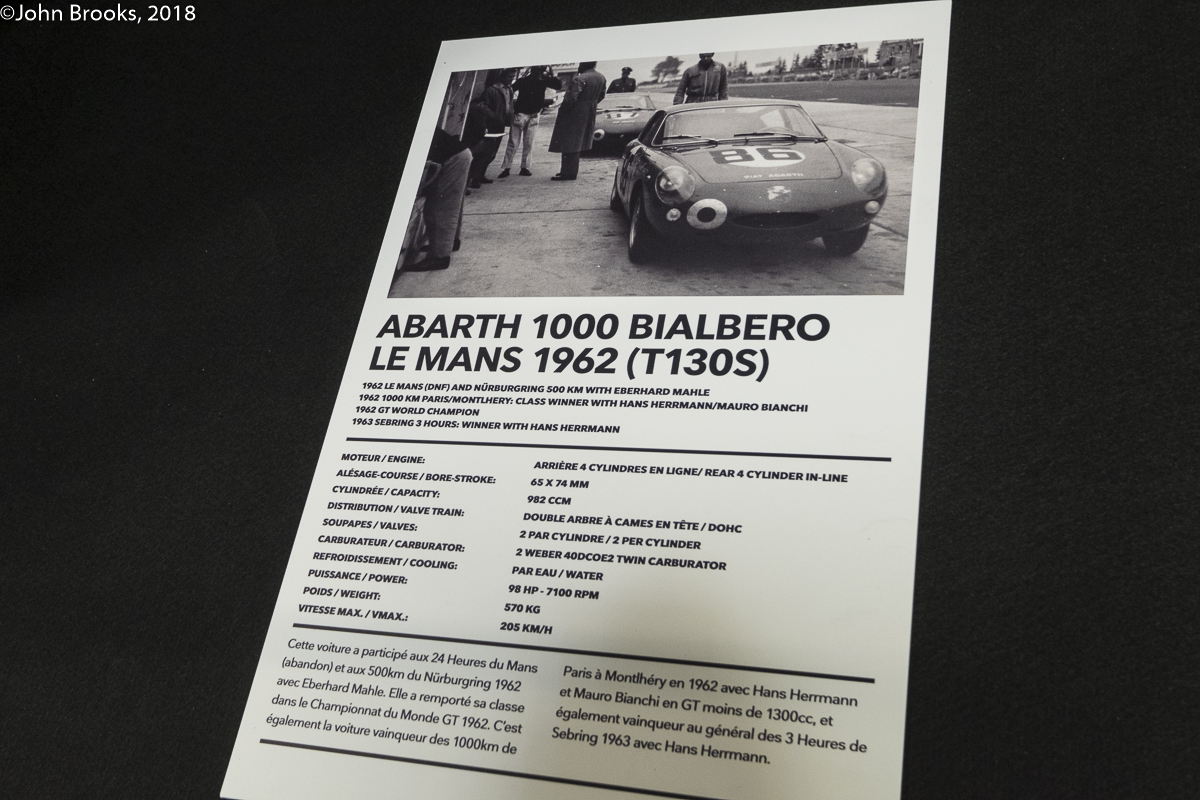 ©John Brooks, 2018
86
FIAT ABARTH
ABARTH 1000 BIALBERO
LE MANS 1962 (T130S)
1962 LE MANS (DNF) AND NÜRBURGRING 500 KM WITH EBERHARD MAHLE
1962 1000 KM PARIS/MONTLHERY: CLASS WINNER WITH HANS HERRMANN/MAURO BIANCHI
1962 GT WORLD CHAMPION
1963 SEBRING 3 HOURS: WINNER WITH HANS HERRMANN
MOTEUR / ENGINE: ARRIÈRE 4 CYLINDRES EN LIGNE/ REAR 4 CYLINDER IN-LINE
ALÉSAGE-COURSE / BORE-STROKE: 65 X 74 MM
CYLINDRÉE / CAPACITY: 982 CCM
DISTRIBUTION / VALVE TRAIN: DOUBLE ARBRE À CAMES EN TÊTE / DOHC
SOUPAPES / VALVES: 2 PAR CYLINDRE / 2 PER CYLINDER
CARBURATEUR / CARBURATOR: 2 WEBER 40DCOE2 TWIN CARBURATOR
REFROIDISSEMENT / COOLING: PAR EAU / WATER
PUISSANCE / POWER: 98 HP - 7100 RPM
POIDS / WEIGHT: 570 KG
VITESSE MAX. / VMAX.: 205 KM/H
Cette voiture a participé aux 24 Heures du Mans
(abandon) et aux 500km du Nürburgring 1962
avec Eberhard Mahle. Elle a remporté sa classe
dans le Championnat du Monde GT 1962. C'est
également la voiture vainqueur des 1000km de
Paris à Montlhéry en 1962 avec Hans Herrmann
et Mauro Bianchi en GT moins de 1300cc, et
également vainqueur au général des 3 Heures de
Sebring 1963 avec Hans Herrmann.